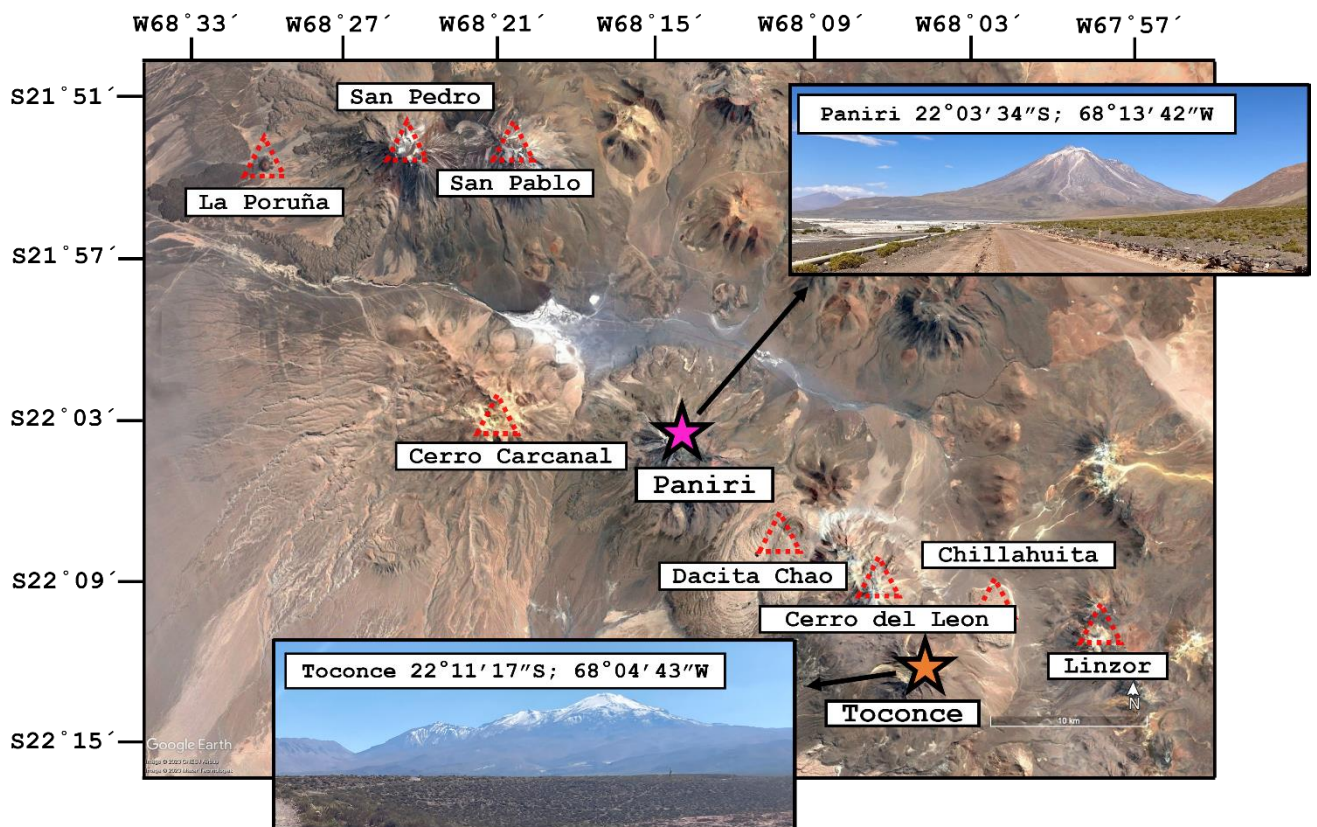 W68°33´ W68°27´ W68°21´ W68°15´ W68°09´ W68°03´ W67°57´
S21°51´
San Pedro
Paniri 22°03’34”S; 68°13’42”W
San Pablo
La Poruña
S21°57´
S22°03´
Cerro Carcanal
Paniri
Chillahuita
Dacita Chao
S22°09´
Cerro del Leon
Toconce 22°11’17”S; 68°04’43”W
Linzor
N
Toconce
10 km
S22°15´
Google Earth